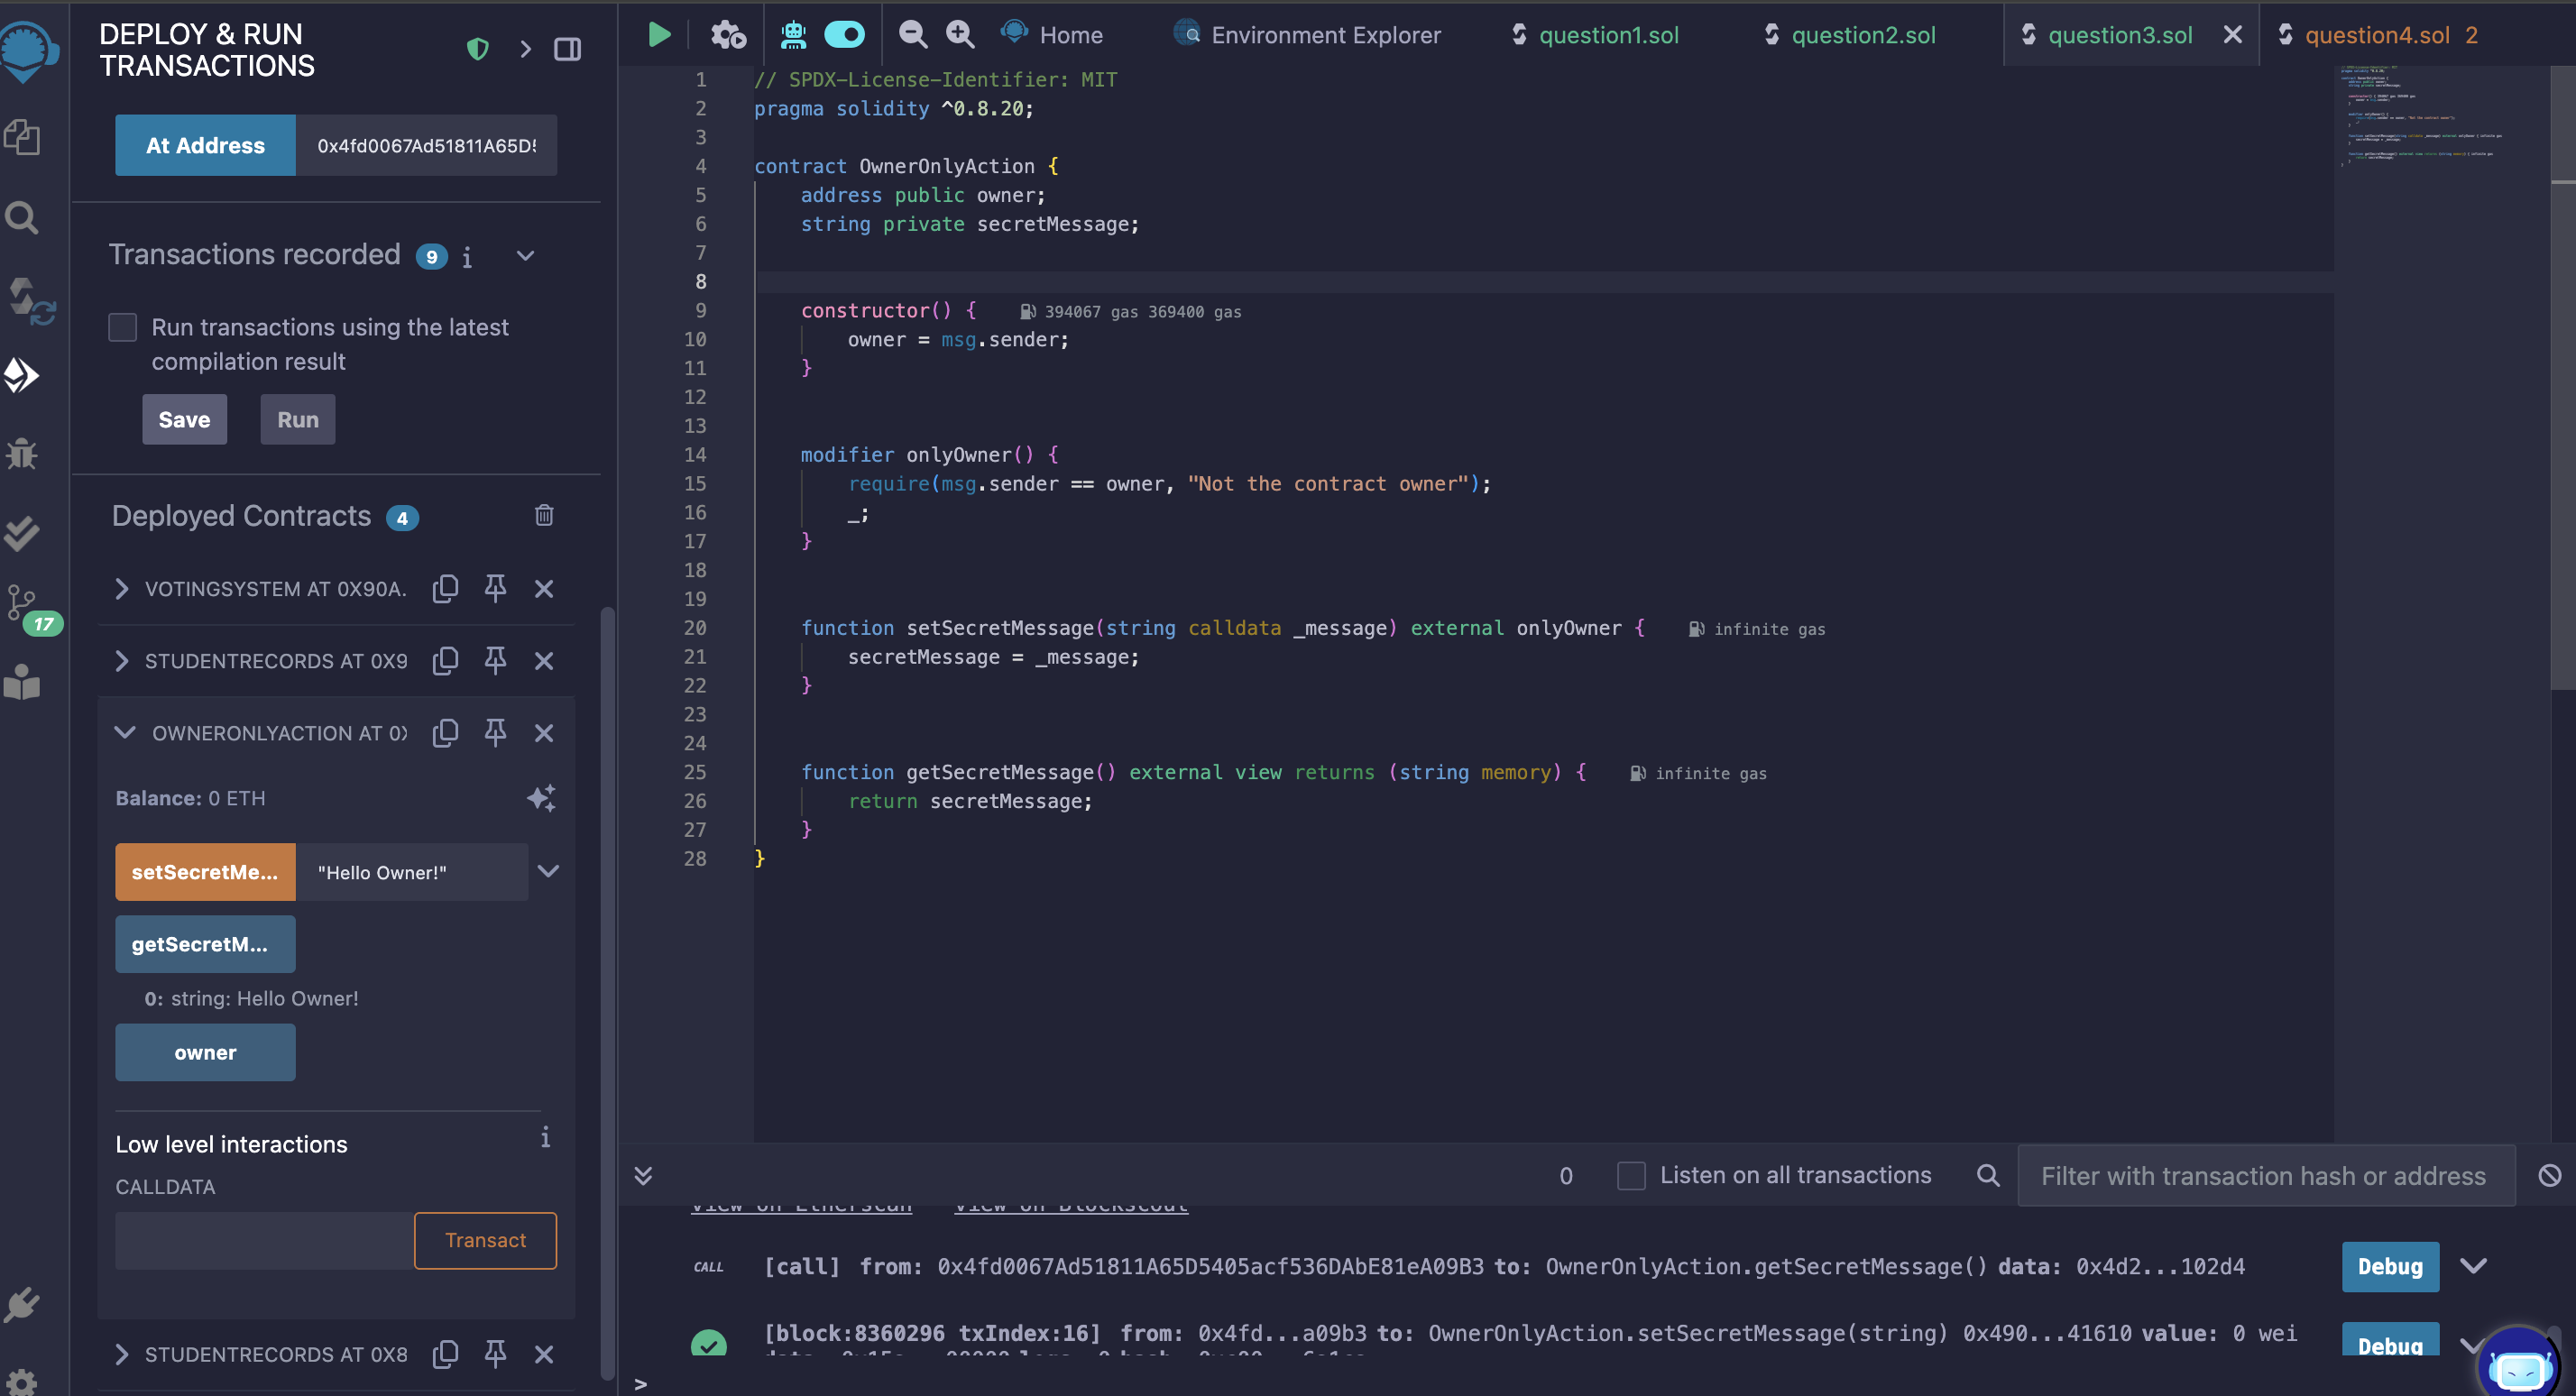 DEPLOY & RUN
TRANSACTIONS
At Address 0x4fd0067Ad51811A65D
Transactions recorded 9 i
Run transactions using the latest
compilation result
Save Run
Deployed Contracts 4
VOTINGSYSTEM AT 0X90A.
STUDENTRECORDS AT 0X9
OWNERONLYACTION AT 0X
Balance: 0 ETH
setSecretMe... "Hello Owner!"
getSecretM...
0: string: Hello Owner!
owner
Low level interactions i
CALLDATA
Transact
STUDENTRECORDS AT 0X8
17
Home Environment Explorer question1.sol question2.sol question3.sol question4.sol 2
1 // SPDX-License-Identifier: MIT
2 pragma solidity ^0.8.20;
3
4 contract OwnerOnlyAction {
5 address public owner;
6 string private secretMessage;
7
8
9 constructor() { 394067 gas 369400 gas
10 owner = msg.sender;
11 }
12
13
14 modifier onlyOwner() {
15 require(msg.sender == owner, "Not the contract owner");
16 _;
17 }
18
19
20 function setSecretMessage(string calldata _message) external onlyOwner { infinite gas
21 secretMessage = _message;
22 }
23
24
25 function getSecretMessage() external view returns (string memory) { infinite gas
26 return secretMessage;
27 }
28 }
0 Listen on all transactions Filter with transaction hash or address
view on Etherscan view on Blockscout
CALL [call] from: 0x4fd0067Ad51811A65D5405acf536DAbE81eA09B3 to: OwnerOnlyAction.getSecretMessage() data: 0x4d2...102d4 Debug
[block:8360296 txIndex:16] from: 0x4fd...a09b3 to: OwnerOnlyAction.setSecretMessage(string) 0x490...41610 value: 0 wei Debug
>